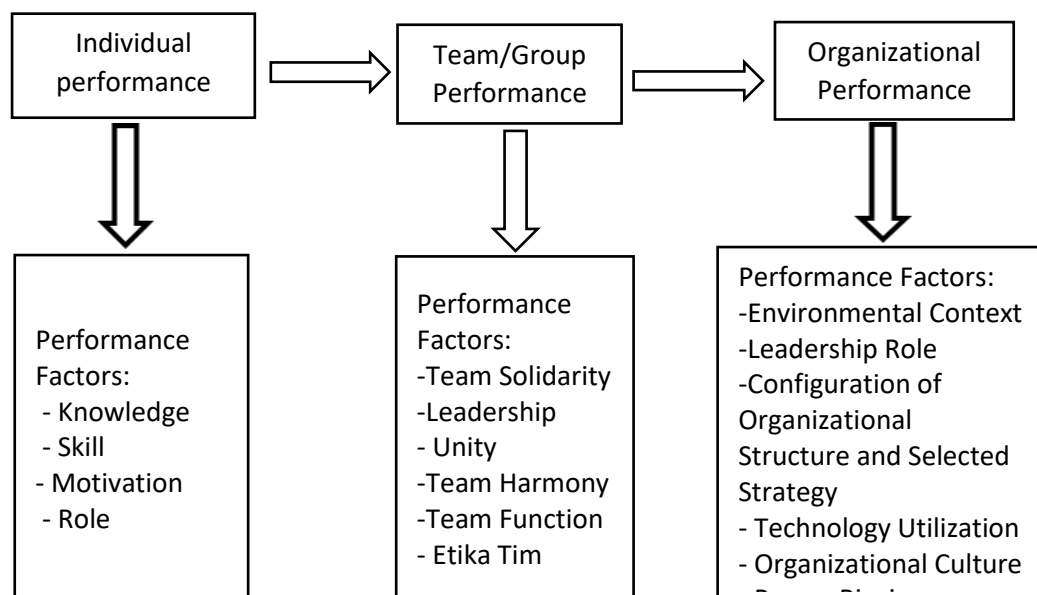 Individual
performance
Team/Group
Performance
Organizational
Performance
Performance
Factors:
- Knowledge
- Skill
- Motivation
- Role
Performance
Factors:
-Team Solidarity
-Leadership
- Unity
-Team Harmony
-Team Function
- Etika Tim
Performance Factors:
-Environmental Context
-Leadership Role
-Configuration of
Organizational
Structure and Selected
Strategy
- Technology Utilization
- Organizational Culture